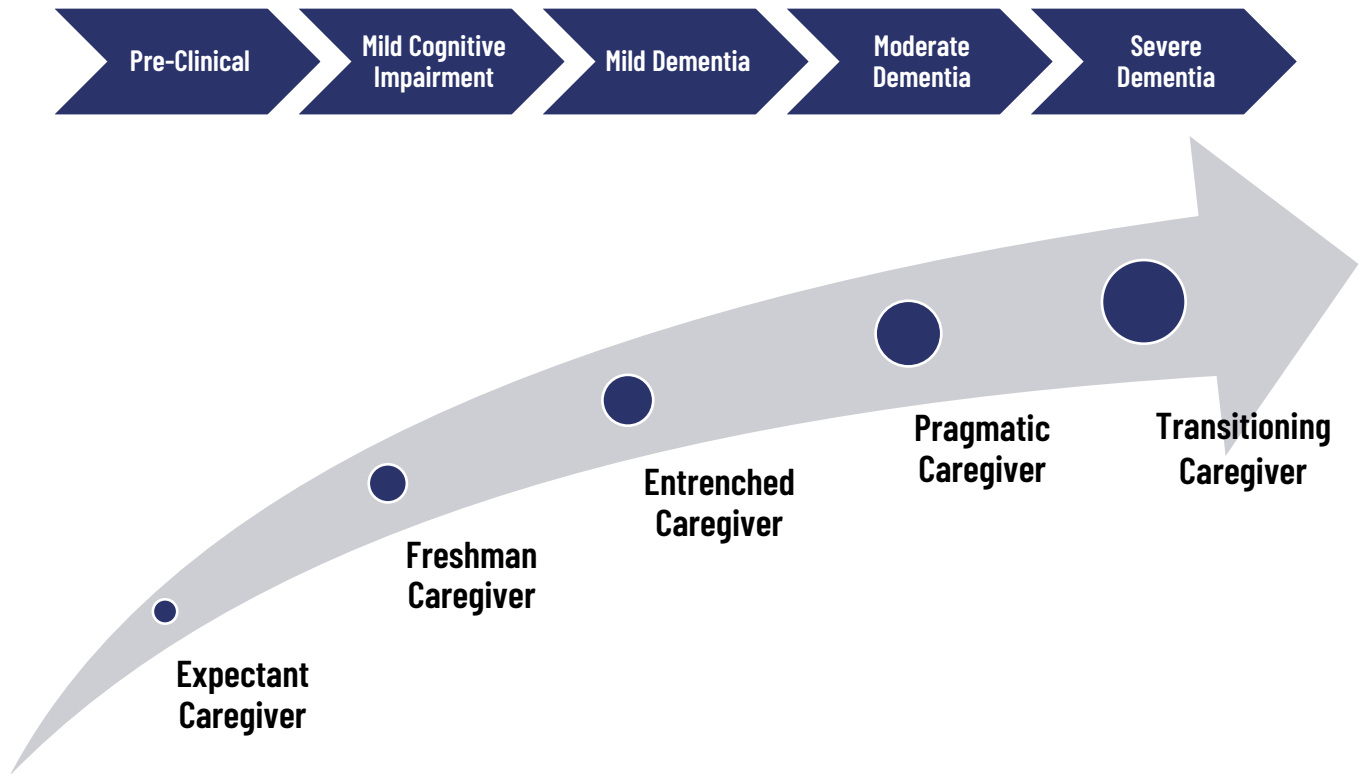 Pre-Clinical
Mild Cognitive
Impairment
Mild Dementia
Moderate
Dementia
Severe
Dementia
Expectant
Caregiver
Freshman
Caregiver
Entrenched
Caregiver
Pragmatic
Caregiver
Transitioning
Caregiver